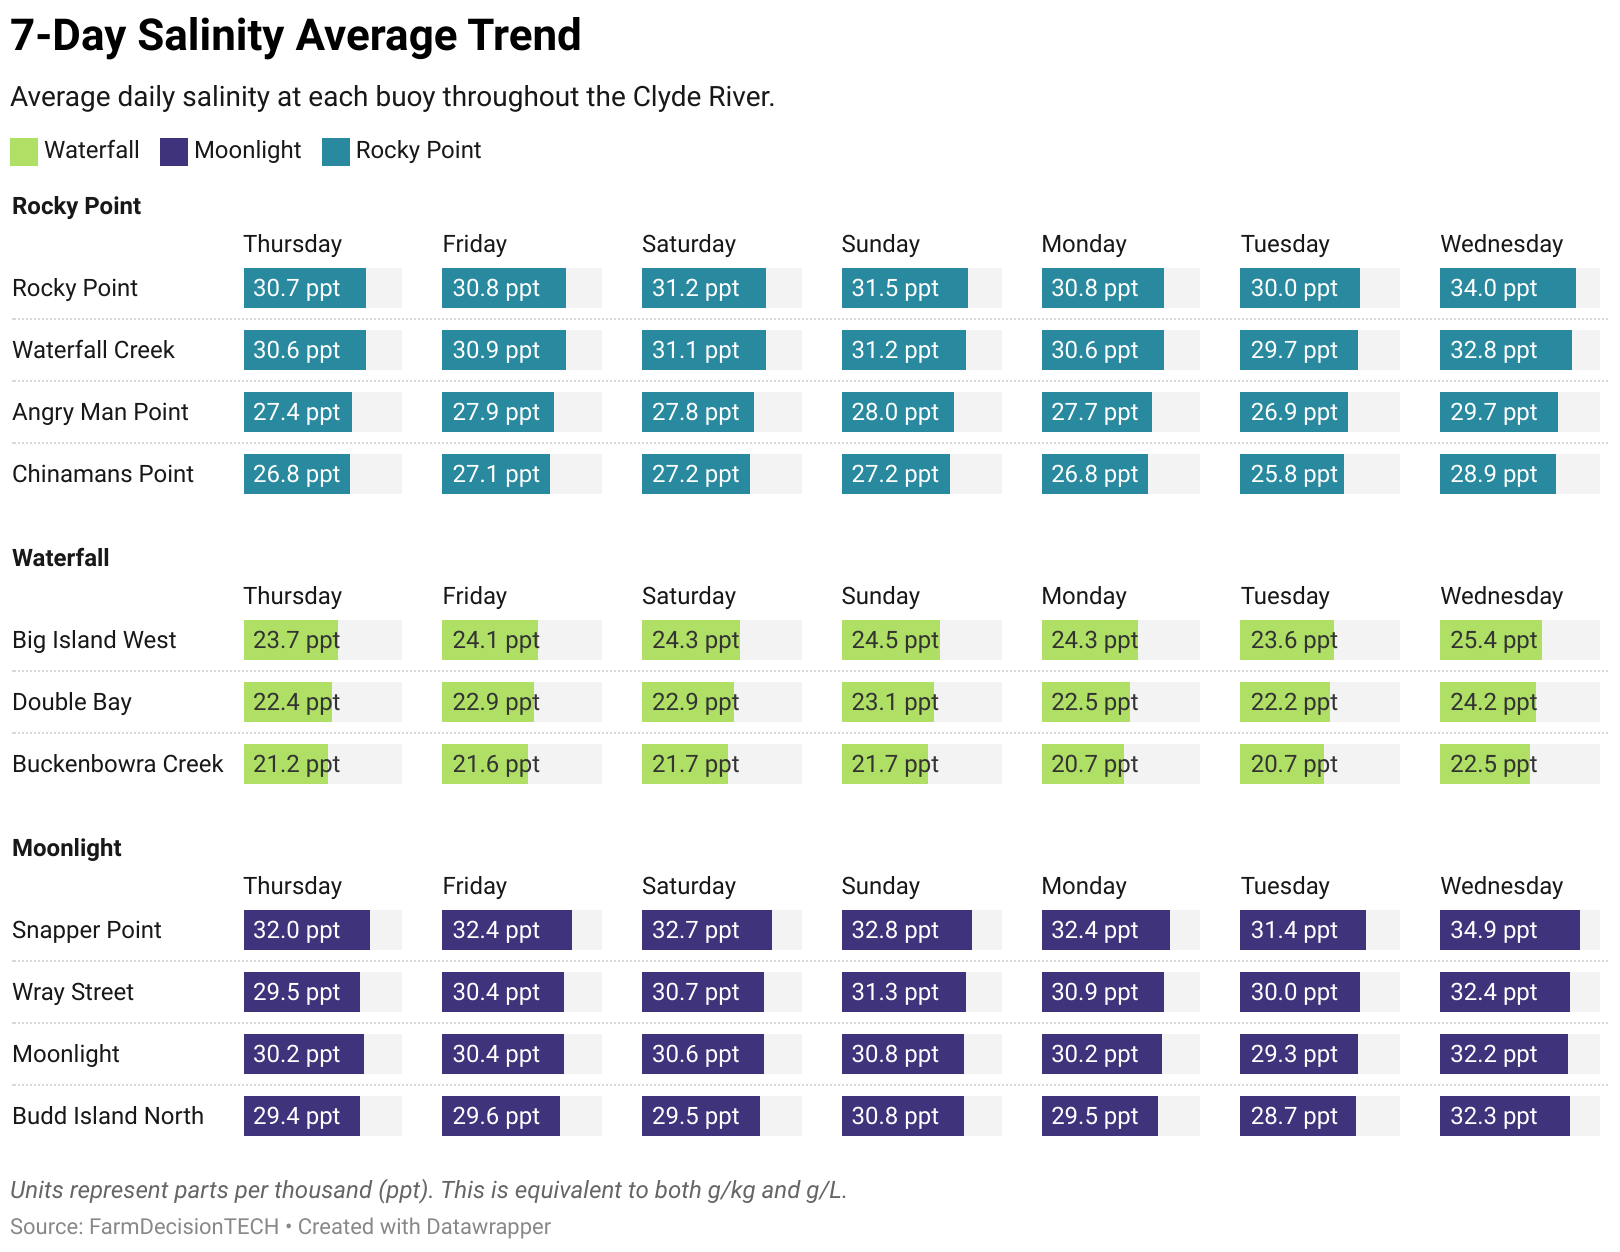 7-Day Salinity Average Trend
Average daily salinity at each buoy throughout the Clyde River.
Waterfall Moonlight Rocky Point
Rocky Point
Thursday Friday Saturday Sunday Monday Tuesday Wednesday
Rocky Point 30.7 ppt 30.8 ppt 31.2 ppt 31.5 ppt 30.8 ppt 30.0 ppt 34.0 ppt
Waterfall Creek 30.6 ppt 30.9 ppt 31.1 ppt 31.2 ppt 30.6 ppt 29.7 ppt 32.8 ppt
Angry Man Point 27.4 ppt 27.9 ppt 27.8 ppt 28.0 ppt 27.7 ppt 26.9 ppt 29.7 ppt
Chinamans Point 26.8 ppt 27.1 ppt 27.2 ppt 27.2 ppt 26.8 ppt 25.8 ppt 28.9 ppt
Waterfall
Thursday Friday Saturday Sunday Monday Tuesday Wednesday
Big Island West 23.7 ppt 24.1 ppt 24.3 ppt 24.5 ppt 24.3 ppt 23.6 ppt 25.4 ppt
Double Bay 22.4 ppt 22.9 ppt 22.9 ppt 23.1 ppt 22.5 ppt 22.2 ppt 24.2 ppt
Buckenbowra Creek 21.2 ppt 21.6 ppt 21.7 ppt 21.7 ppt 20.7 ppt 20.7 ppt 22.5 ppt
Moonlight
Thursday Friday Saturday Sunday Monday Tuesday Wednesday
Snapper Point 32.0 ppt 32.4 ppt 32.7 ppt 32.8 ppt 32.4 ppt 31.4 ppt 34.9 ppt
Wray Street 29.5 ppt 30.4 ppt 30.7 ppt 31.3 ppt 30.9 ppt 30.0 ppt 32.4 ppt
Moonlight 30.2 ppt 30.4 ppt 30.6 ppt 30.8 ppt 30.2 ppt 29.3 ppt 32.2 ppt
Budd Island North 29.4 ppt 29.6 ppt 29.5 ppt 30.8 ppt 29.5 ppt 28.7 ppt 32.3 ppt
Units represent parts per thousand (ppt). This is equivalent to both g/kg and g/L.
Source: FarmDecisionTECH • Created with Datawrapper